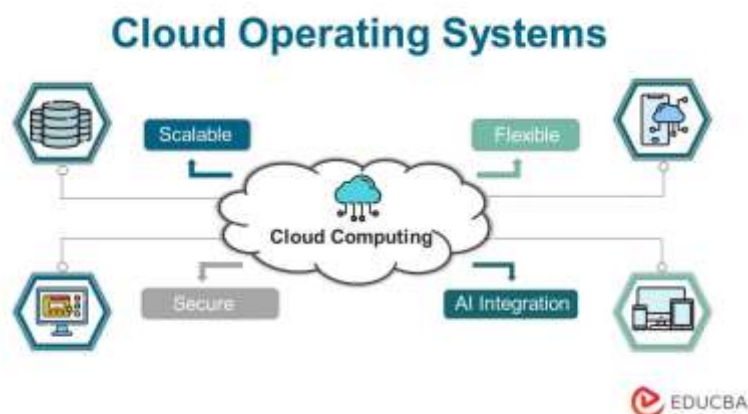 Cloud Operating Systems
Scalable
Flexible
Cloud Computing
Secure
AI Integration
EDUCBA